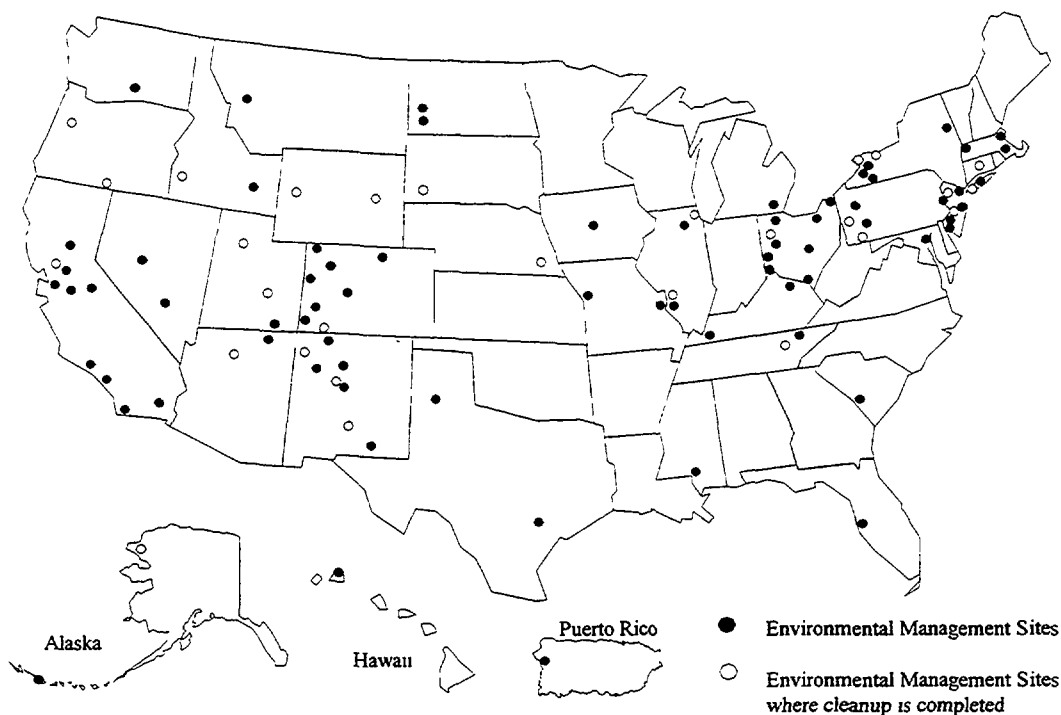 Alaska
Hawaii
Puerto Rico
Environmental Management Sites
Environmental Management Sites
where cleanup is completed